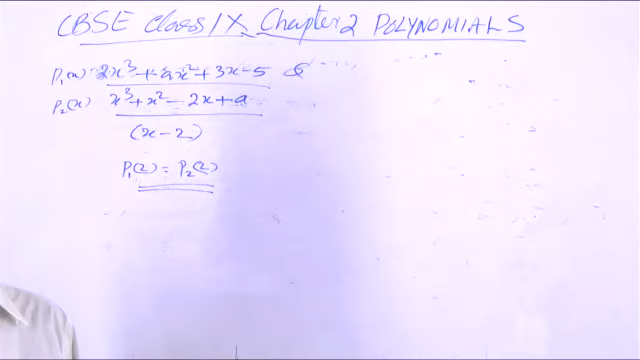 CBSE Class IX Chapter 2 POLYNOMIALS
P₁(x) = 2x³ + ax² + 3x - 5 &
P₂(x) x³ + x² - 2x + a
(x - 2)
P₁(2) = P₂(2)